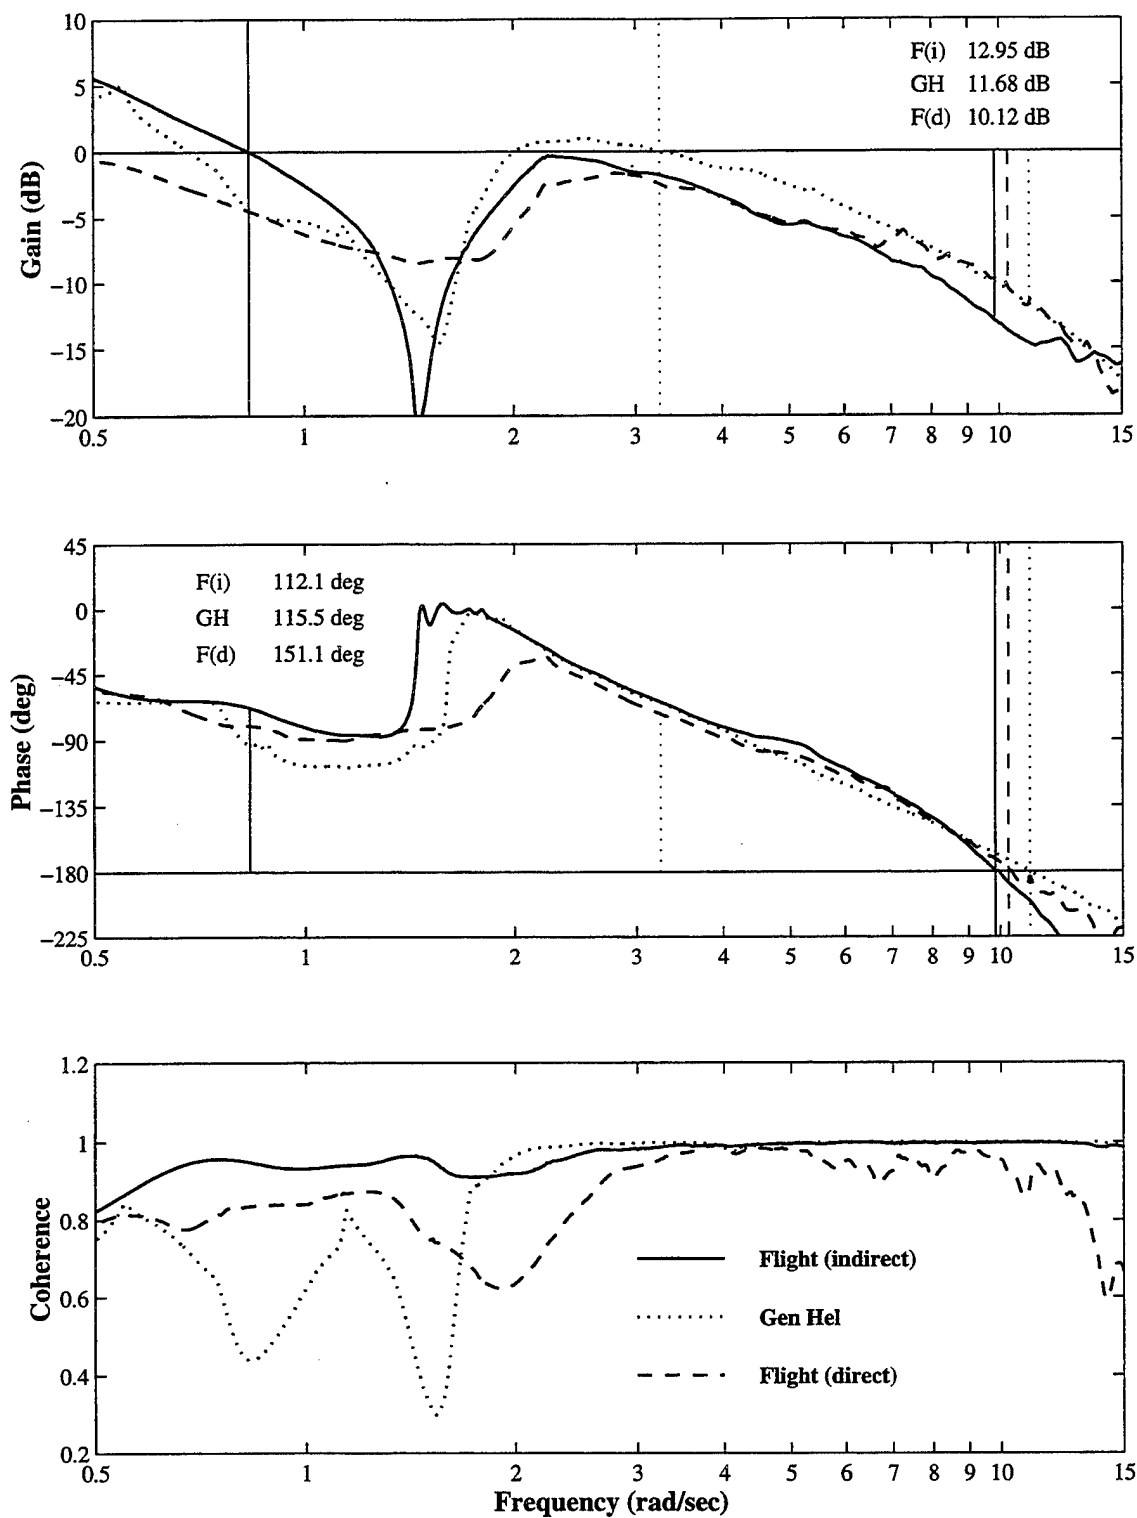 10
5
0
−5
−10
−15
−20
Gain (dB)
F(i) 12.95 dB
GH 11.68 dB
F(d) 10.12 dB
0.5 1 2 3 4 5 6 7 8 9 10 15
45
0
−45
−90
−135
−180
−225
Phase (deg)
F(i) 112.1 deg
GH 115.5 deg
F(d) 151.1 deg
0.5 1 2 3 4 5 6 7 8 9 10 15
1.2
1
0.8
0.6
0.4
0.2
Coherence
Flight (indirect)
Gen Hel
Flight (direct)
0.5 1 2 3 4 5 6 7 8 9 10 15
Frequency (rad/sec)